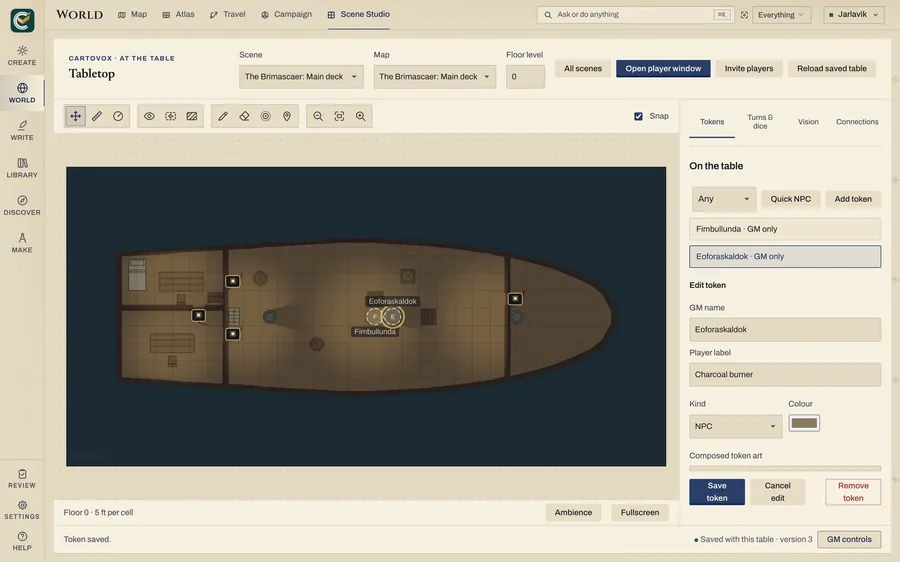 WORLD
Map
Atlas
Travel
Campaign
Scene Studio
Ask or do anything
⌘K
Everything
Jarlavik
CREATE
WORLD
WRITE
LIBRARY
DISCOVER
MAKE
REVIEW
SETTINGS
HELP
CARTOVOX · AT THE TABLE
Tabletop
Scene
The Brimascaer: Main deck
Map
The Brimascaer: Main deck
Floor level
0
All scenes
Open player window
Invite players
Reload saved table
Snap
Eoforaskaldok
F
E
Fimbullunda
Tokens
Turns &
dice
Vision
Connections
On the table
Any
Quick NPC
Add token
Fimbullunda · GM only
Eoforaskaldok · GM only
Edit token
GM name
Eoforaskaldok
Player label
Charcoal burner
Kind
Colour
NPC
Composed token art
Save
token
Cancel
edit
Remove
token
Floor 0 · 5 ft per cell
Ambience
Fullscreen
Token saved.
Saved with this table · version 3
GM controls